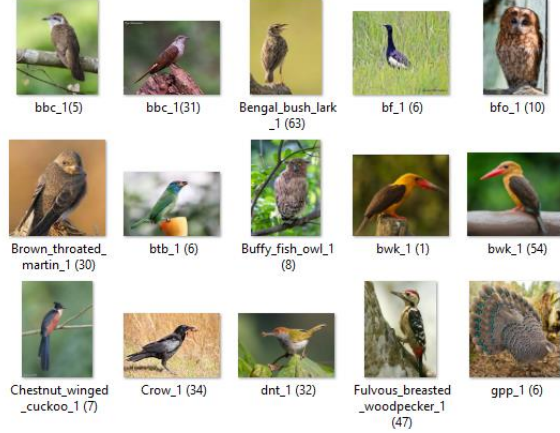 bbc_1(5)
bbc_1(31)
Bengal_bush_lark
_1 (63)
bf_1 (6)
bfo_1 (10)
Brown_throated_
martin_1 (30)
btb_1 (6)
Buffy_fish_owl_1
(8)
bwk_1 (1)
bwk_1 (54)
Chestnut_winged
_cuckoo_1 (7)
Crow_1 (34)
dnt_1 (32)
Fulvous_breasted
_woodpecker_1
(47)
gpp_1 (6)